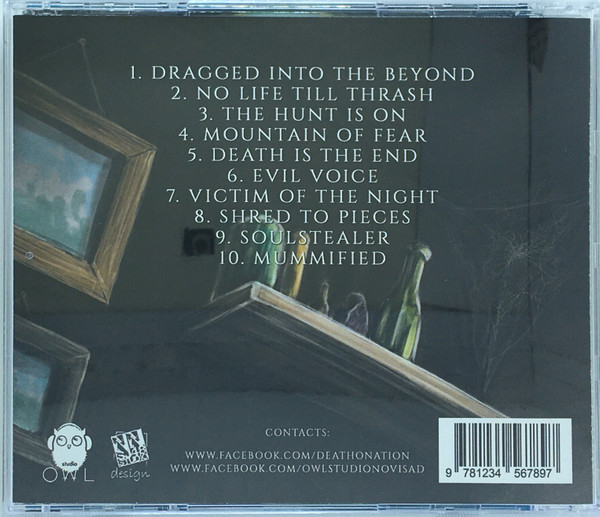 1. DRAGGED INTO THE BEYOND
2. NO LIFE TILL THRASH
3. THE HUNT IS ON
4. MOUNTAIN OF FEAR
5. DEATH IS THE END
6. EVIL VOICE
7. VICTIM OF THE NIGHT
8. SHRED TO PIECES
9. SOULSTEALER
10. MUMMIFIED
CONTACTS:
WWW.FACEBOOK.COM/DEATHONATION
WWW.FACEBOOK.COM/OWLSTUDIONOVISAD
studio
OWL
design
9 781234 567897